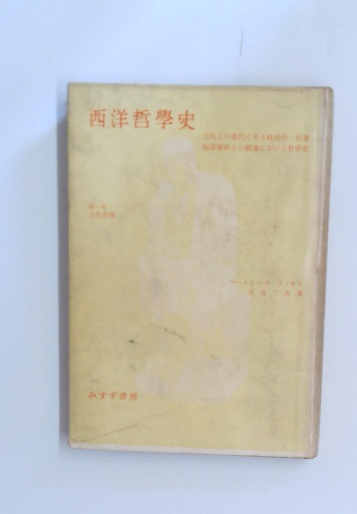 西洋哲學史
古代より現代に至る政治的・社會
的諸條件との關連における哲學史
第一卷
古代哲學
バートランド・ラッセル
市井三郎譯
みすず書房